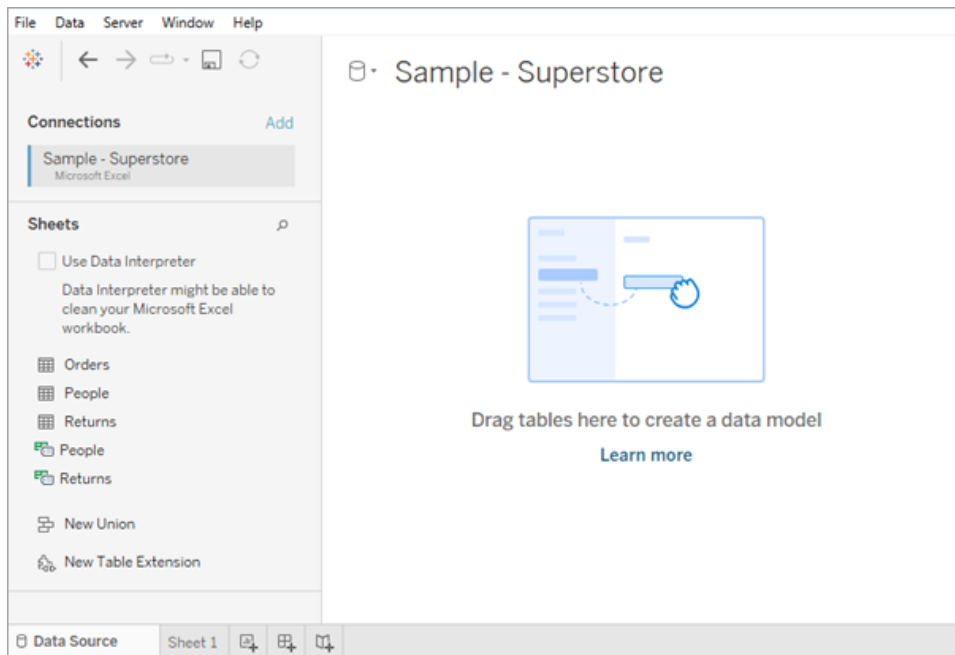 File Data Server Window Help
Sample - Superstore
Connections Add
Sample - Superstore
Microsoft Excel
Sheets
Use Data Interpreter
Data Interpreter might be able to
clean your Microsoft Excel
workbook.
Orders
People
Returns
People
Returns
New Union
New Table Extension
Drag tables here to create a data model
Learn more
Data Source Sheet 1